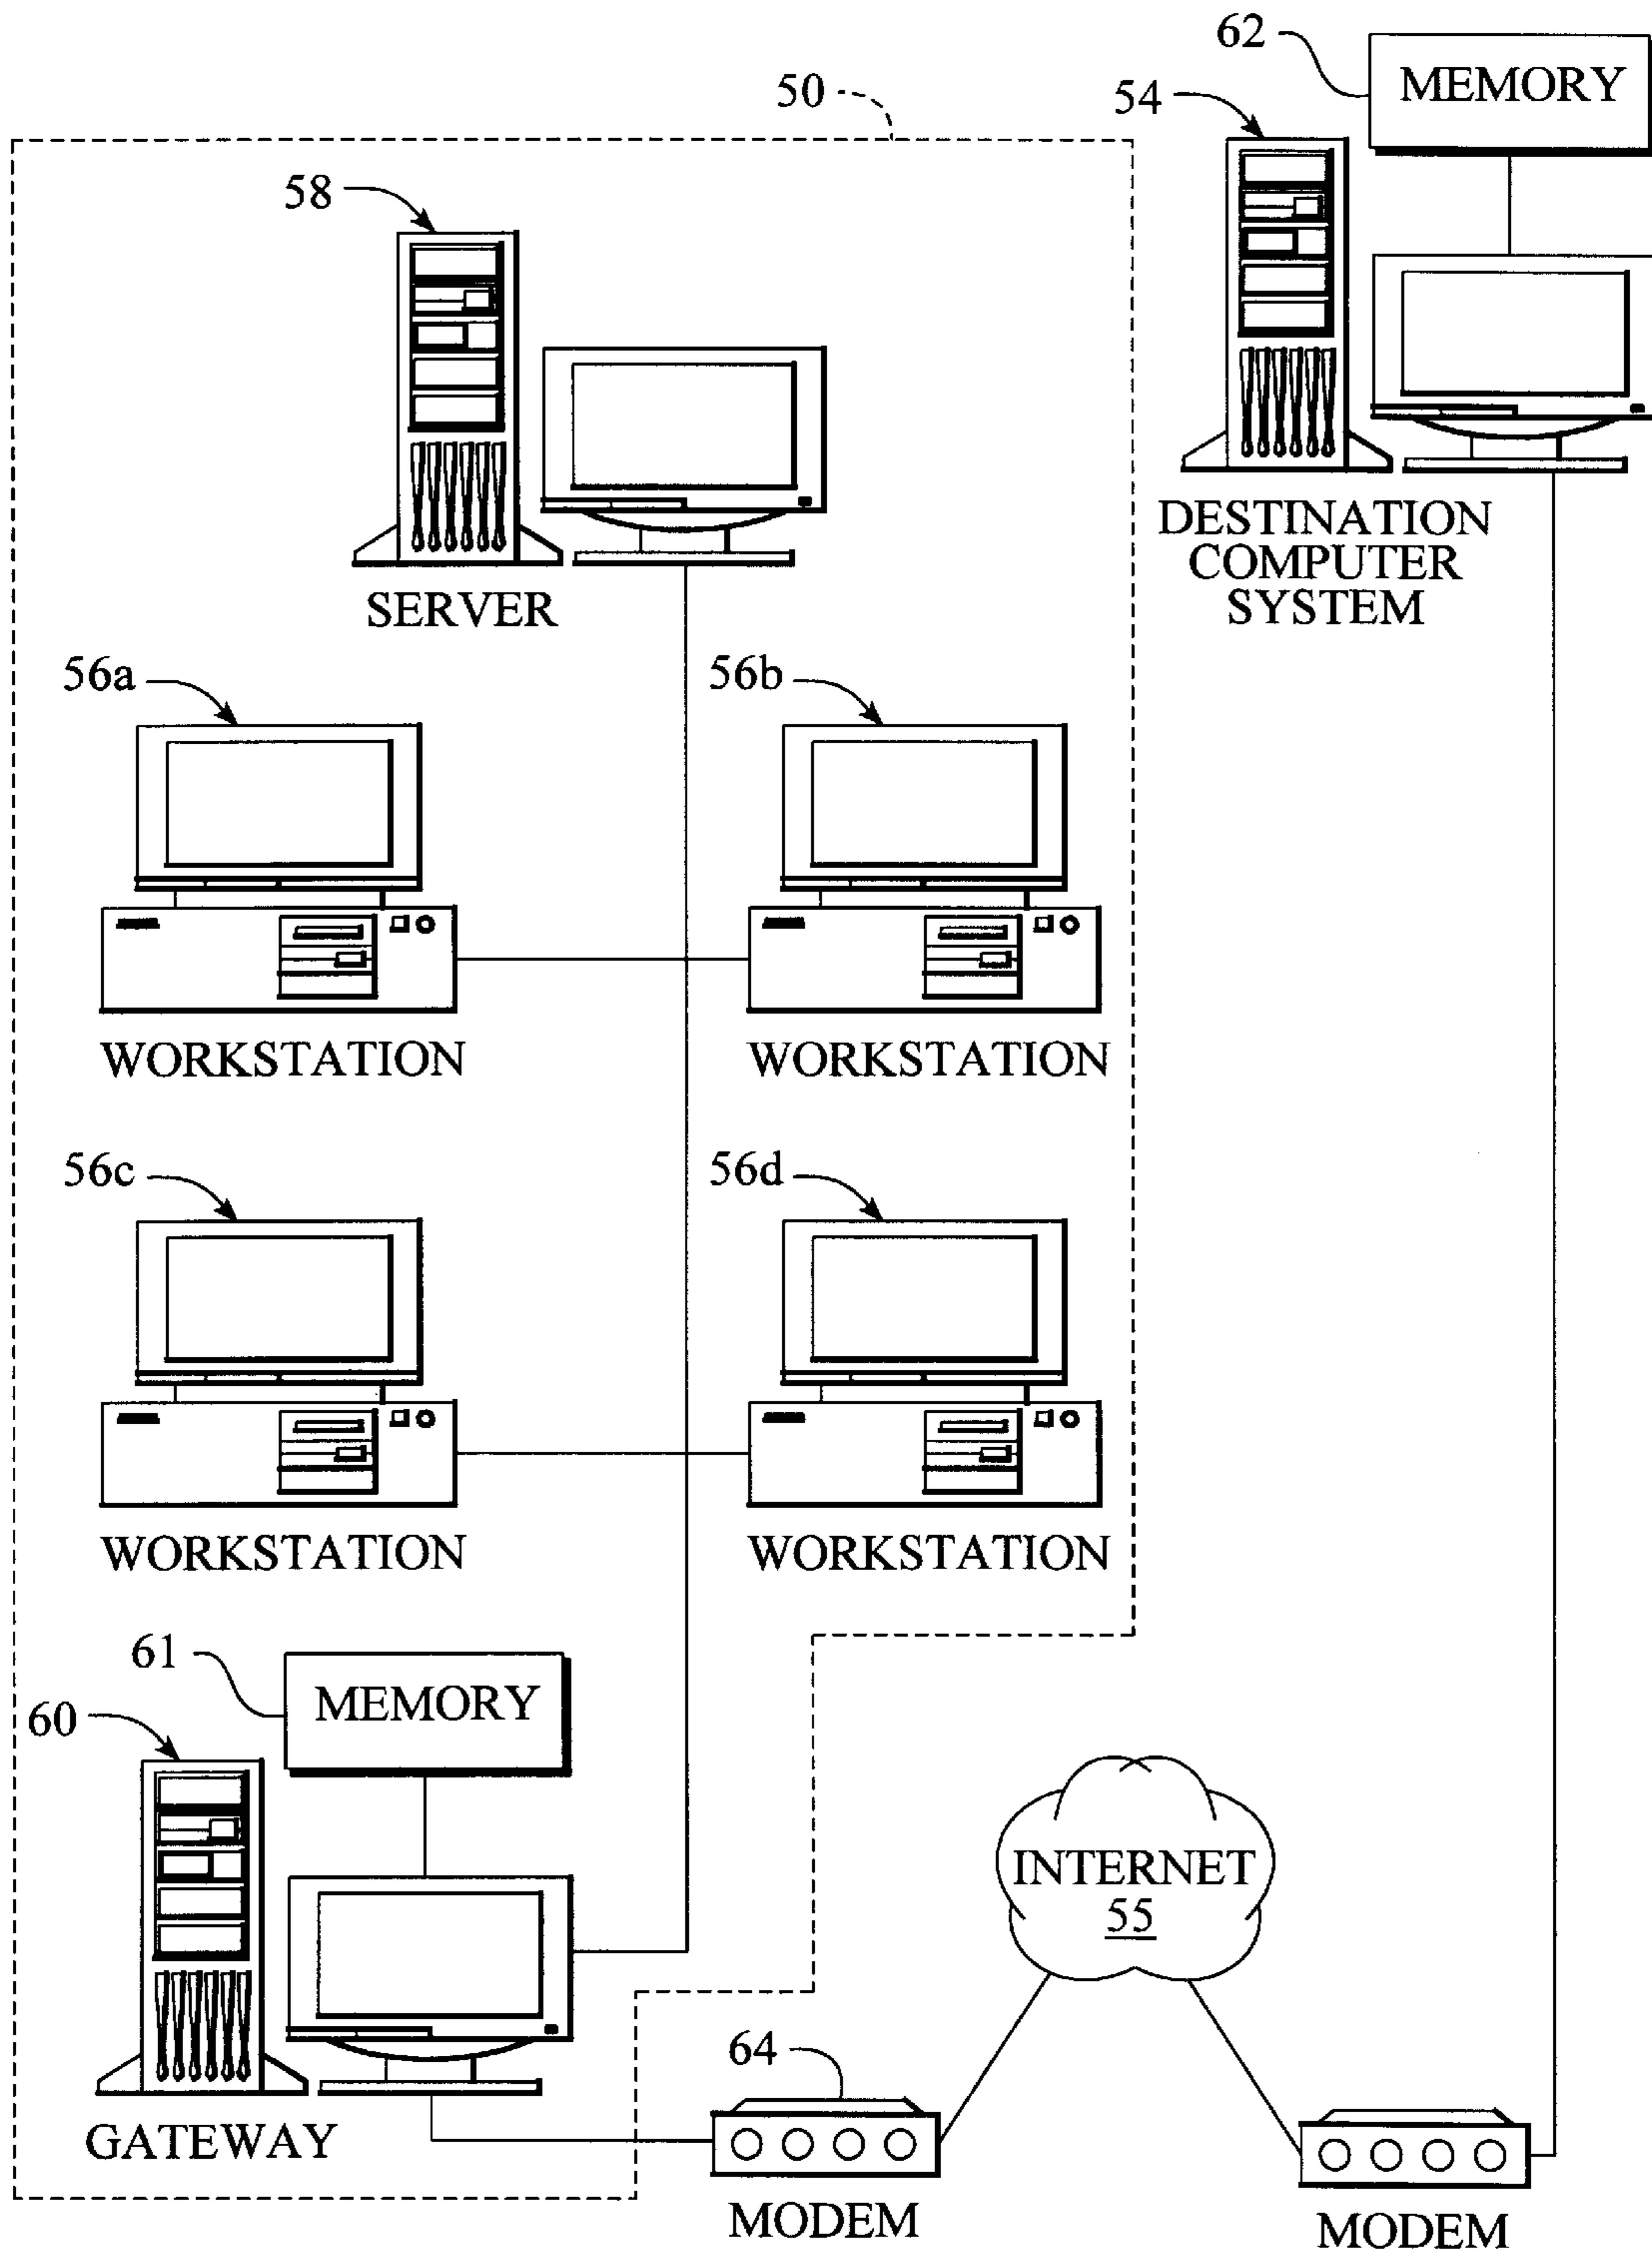 62
MEMORY
50
54
58
SERVER
DESTINATION
COMPUTER
SYSTEM
56a
56b
WORKSTATION
WORKSTATION
56c
56d
WORKSTATION
WORKSTATION
61
MEMORY
60
GATEWAY
INTERNET
55
64
MODEM
MODEM